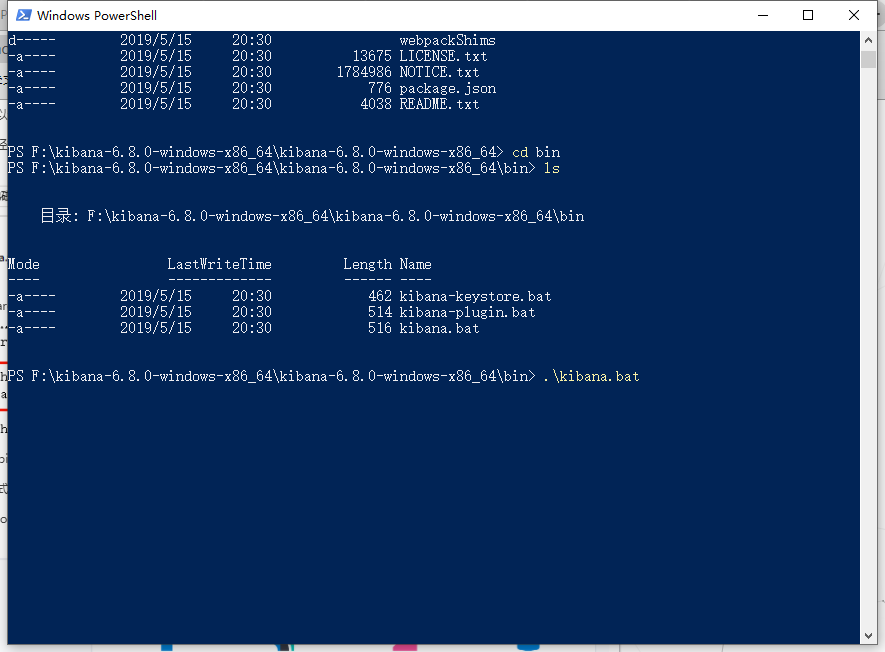 Windows PowerShell
d----- 2019/5/15 20:30 webpackShims
-a---- 2019/5/15 20:30 13675 LICENSE.txt
-a---- 2019/5/15 20:30 1784986 NOTICE.txt
-a---- 2019/5/15 20:30 776 package.json
-a---- 2019/5/15 20:30 4038 README.txt
PS F:\kibana-6.8.0-windows-x86_64\kibana-6.8.0-windows-x86_64> cd bin
PS F:\kibana-6.8.0-windows-x86_64\kibana-6.8.0-windows-x86_64\bin> ls
目录: F:\kibana-6.8.0-windows-x86_64\kibana-6.8.0-windows-x86_64\bin
Mode LastWriteTime Length Name
---- ------------- ------ ----
-a---- 2019/5/15 20:30 462 kibana-keystore.bat
-a---- 2019/5/15 20:30 514 kibana-plugin.bat
-a---- 2019/5/15 20:30 516 kibana.bat
PS F:\kibana-6.8.0-windows-x86_64\kibana-6.8.0-windows-x86_64\bin> .\kibana.bat